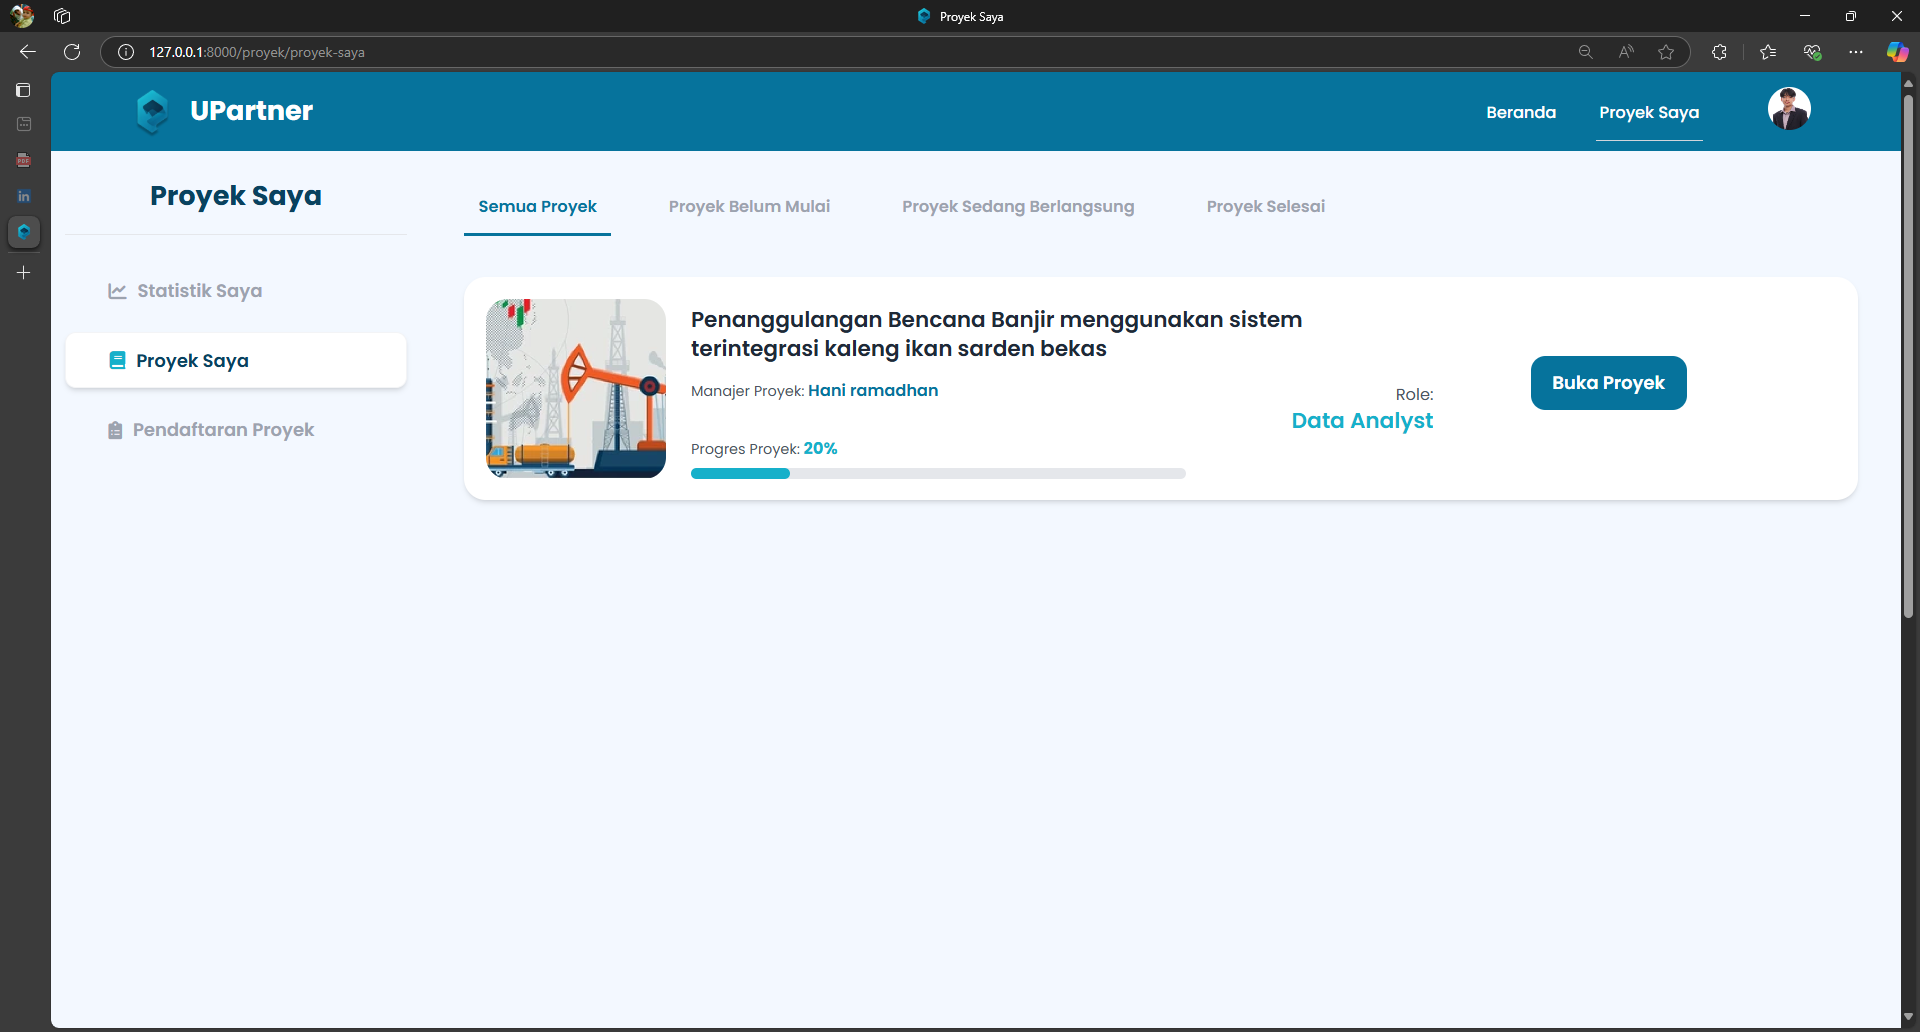 Proyek Saya
127.0.0.1:8000/proyek/proyek-saya
UPartner
Beranda
Proyek Saya
Proyek Saya
Semua Proyek
Proyek Belum Mulai
Proyek Sedang Berlangsung
Proyek Selesai
Statistik Saya
Proyek Saya
Pendaftaran Proyek
Penanggulangan Bencana Banjir menggunakan sistem
terintegrasi kaleng ikan sarden bekas
Manajer Proyek: Hani ramadhan
Progres Proyek: 20%
Role:
Data Analyst
Buka Proyek